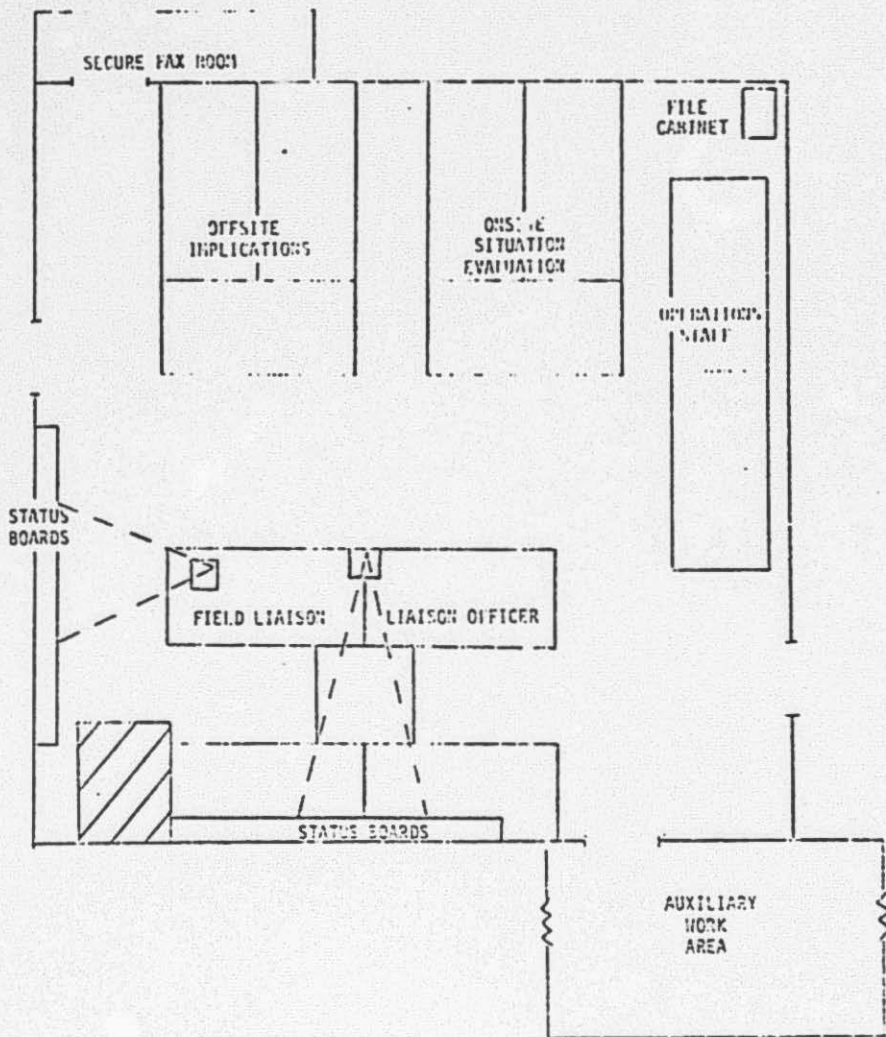 SECURE FAX ROOM
FILE
CABINET
OFFSITE
IMPLICATIONS
ONSITE
SITUATION
EVALUATION
OPERATIONS
STAFF
STATUS
BOARDS
FIELD LIAISON
LIAISON OFFICER
STATUS BOARDS
AUXILIARY
WORK
AREA